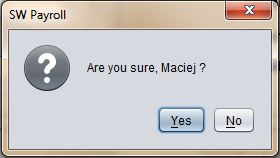 SW Payroll
Are you sure, Maciej ?
Yes No